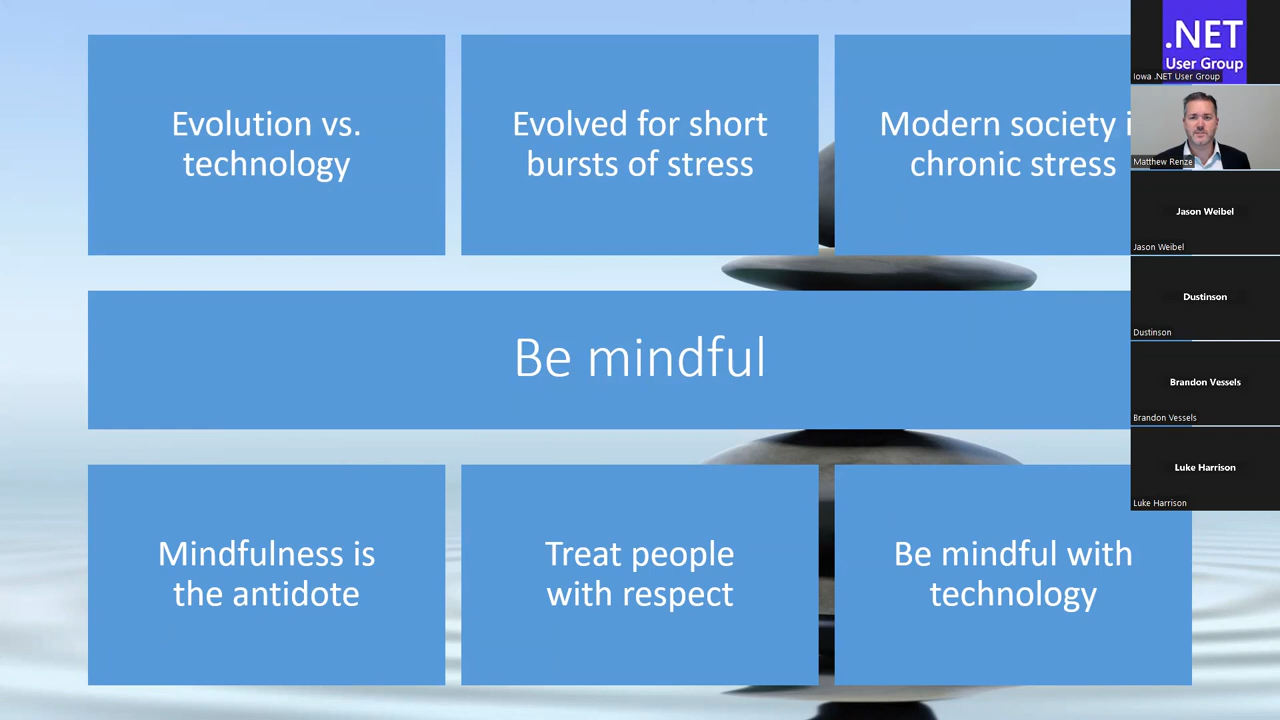 Evolution vs.
technology
Evolved for short
bursts of stress
Modern society
chronic stress
Be mindful
Mindfulness is
the antidote
Treat people
with respect
Be mindful with
technology
.NET
User Group
Iowa .NET User Group
Matthew Renze
Jason Weibel
Jason Weibel
Dustinson
Dustinson
Brandon Vessels
Brandon Vessels
Luke Harrison
Luke Harrison